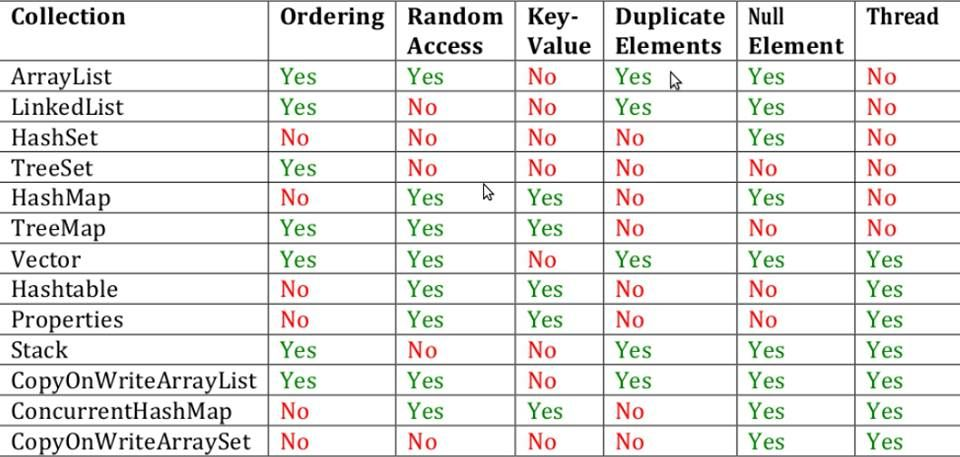 Collection Ordering Random Access Key-Value Duplicate Elements Null Element Thread
ArrayList Yes Yes No Yes Yes No
LinkedList Yes No No Yes Yes No
HashSet No No No No Yes No
TreeSet Yes No No No No No
HashMap No Yes Yes No Yes No
TreeMap Yes Yes Yes No No No
Vector Yes Yes No Yes Yes Yes
Hashtable No Yes Yes No No Yes
Properties No Yes Yes No No Yes
Stack Yes No No Yes Yes Yes
CopyOnWriteArrayList Yes Yes No Yes Yes Yes
ConcurrentHashMap No Yes Yes No Yes Yes
CopyOnWriteArraySet No No No No Yes Yes